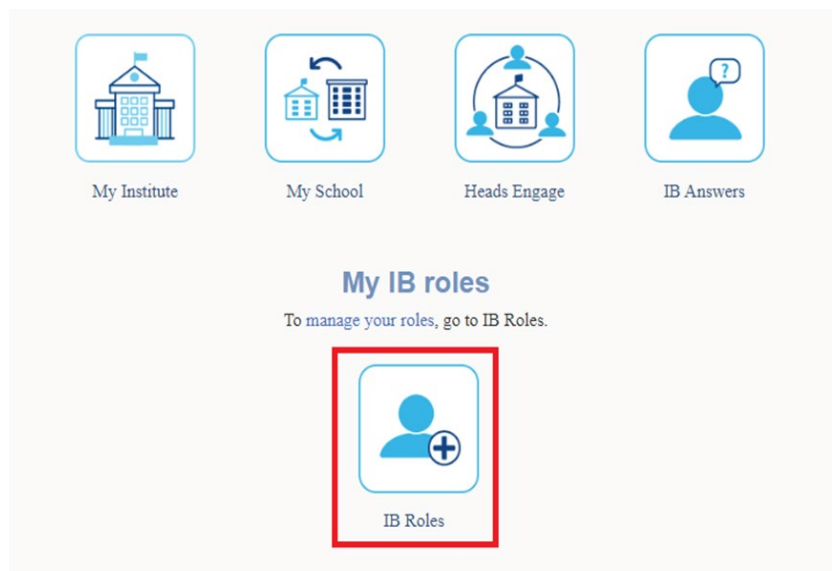 ?
My Institute My School Heads Engage IB Answers
My IB roles
To manage your roles, go to IB Roles.
IB Roles